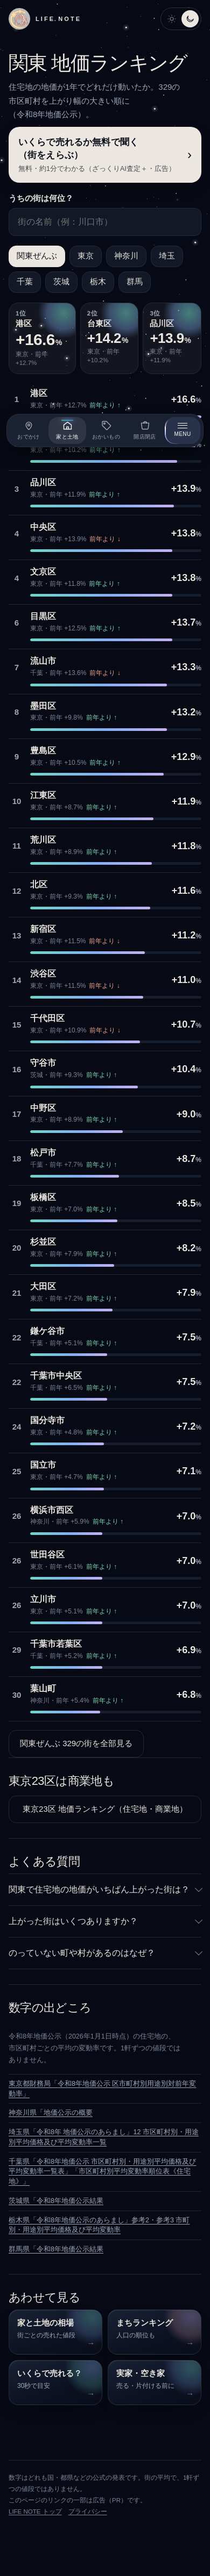 LIFE.NOTE
関東 地価ランキング
住宅地の地価が1年でどれだけ動いたか。329の
市区町村を上がり幅の大きい順に
（令和8年地価公示）。
いくらで売れるか無料で聞く
（街をえらぶ）
無料・約1分でわかる（ざっくりAI査定＋・広告）
うちの街は何位？
街の名前（例：川口市）
関東ぜんぶ 東京 神奈川 埼玉
千葉 茨城 栃木 群馬
1位
港区
+16.6%
東京・前年
+12.7%
2位
台東区
+14.2%
東京・前年
+10.2%
3位
品川区
+13.9%
東京・前年
+11.9%
1 港区 +16.6%
東京・前年 +12.7% 前年より ↑
おでかけ 家と土地 おかいもの 開店閉店 MENU
東京・前年 +10.2% 前年より ↑
3 品川区 +13.9%
東京・前年 +11.9% 前年より ↑
4 中央区 +13.8%
東京・前年 +13.9% 前年より ↓
4 文京区 +13.8%
東京・前年 +11.8% 前年より ↑
6 目黒区 +13.7%
東京・前年 +12.5% 前年より ↑
7 流山市 +13.3%
千葉・前年 +13.6% 前年より ↓
8 墨田区 +13.2%
東京・前年 +9.8% 前年より ↑
9 豊島区 +12.9%
東京・前年 +10.5% 前年より ↑
10 江東区 +11.9%
東京・前年 +8.7% 前年より ↑
11 荒川区 +11.8%
東京・前年 +8.9% 前年より ↑
12 北区 +11.6%
東京・前年 +9.3% 前年より ↑
13 新宿区 +11.2%
東京・前年 +11.5% 前年より ↓
14 渋谷区 +11.0%
東京・前年 +11.5% 前年より ↓
15 千代田区 +10.7%
東京・前年 +10.9% 前年より ↓
16 守谷市 +10.4%
茨城・前年 +9.3% 前年より ↑
17 中野区 +9.0%
東京・前年 +8.9% 前年より ↑
18 松戸市 +8.7%
千葉・前年 +7.7% 前年より ↑
19 板橋区 +8.5%
東京・前年 +7.0% 前年より ↑
20 杉並区 +8.2%
東京・前年 +7.9% 前年より ↑
21 大田区 +7.9%
東京・前年 +7.2% 前年より ↑
22 鎌ケ谷市 +7.5%
千葉・前年 +5.1% 前年より ↑
22 千葉市中央区 +7.5%
千葉・前年 +6.5% 前年より ↑
24 国分寺市 +7.2%
東京・前年 +4.8% 前年より ↑
25 国立市 +7.1%
東京・前年 +4.7% 前年より ↑
26 横浜市西区 +7.0%
神奈川・前年 +5.9% 前年より ↑
26 世田谷区 +7.0%
東京・前年 +6.1% 前年より ↑
26 立川市 +7.0%
東京・前年 +5.1% 前年より ↑
29 千葉市若葉区 +6.9%
千葉・前年 +5.2% 前年より ↑
30 葉山町 +6.8%
神奈川・前年 +5.4% 前年より ↑
関東ぜんぶ 329の街を全部見る
東京23区は商業地も
東京23区 地価ランキング（住宅地・商業地）
よくある質問
関東で住宅地の地価がいちばん上がった街は？
上がった街はいくつありますか？
のっていない町や村があるのはなぜ？
数字の出どころ
令和8年地価公示（2026年1月1日時点）の住宅地の、
市区町村ごとの平均の変動率です。1軒ずつの値段では
ありません。
東京都財務局「令和8年地価公示 区市町村別用途別対前年変
動率」
神奈川県「地価公示の概要」
埼玉県「令和8年 地価公示のあらまし」12 市区町村別・用途
別平均価格及び平均変動率一覧
千葉県「令和8年地価公示 市区町村別・用途別平均価格及び
平均変動率一覧表」「市区町村別平均変動率順位表《住宅
地》」
茨城県「令和8年地価公示結果」
栃木県「令和8年地価公示のあらまし」参考2・参考3 市町
別・用途別平均価格及び平均変動率
群馬県「令和8年地価公示結果」
あわせて見る
家と土地の相場
街ごとの売れた値段
→
まちランキング
人口の順位も
→
いくらで売れる？
30秒で目安
→
実家・空き家
売る・片付ける前に
→
数字はどれも国・都県などの公式の発表です。街の平均で、1軒ず
つの値段ではありません。
このページのリンクの一部は広告（PR）です。
LIFE NOTE トップ プライバシー